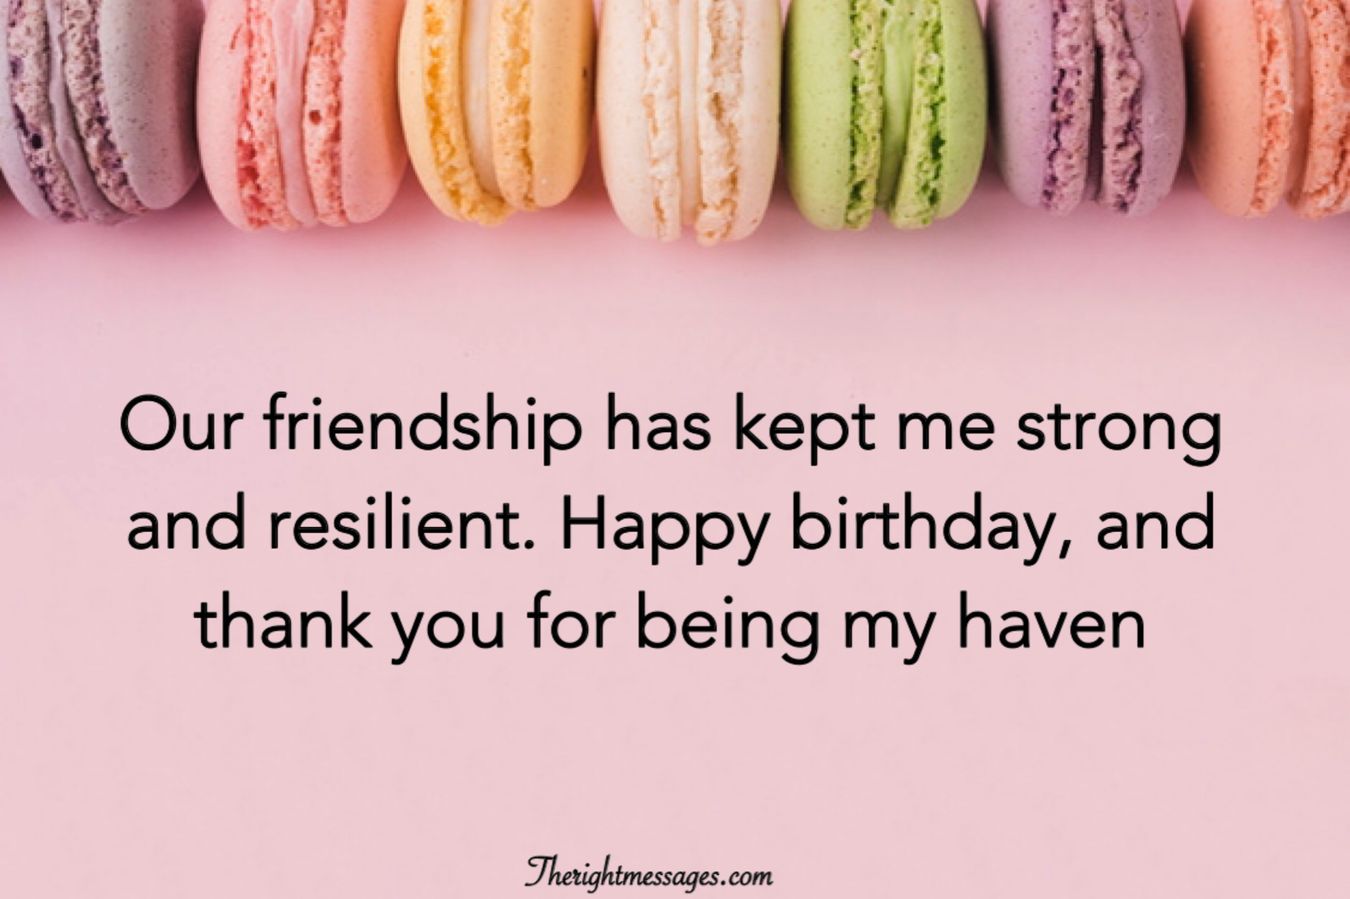 Our friendship has kept me strong
and resilient. Happy birthday, and
thank you for being my haven
Therightmessages.com